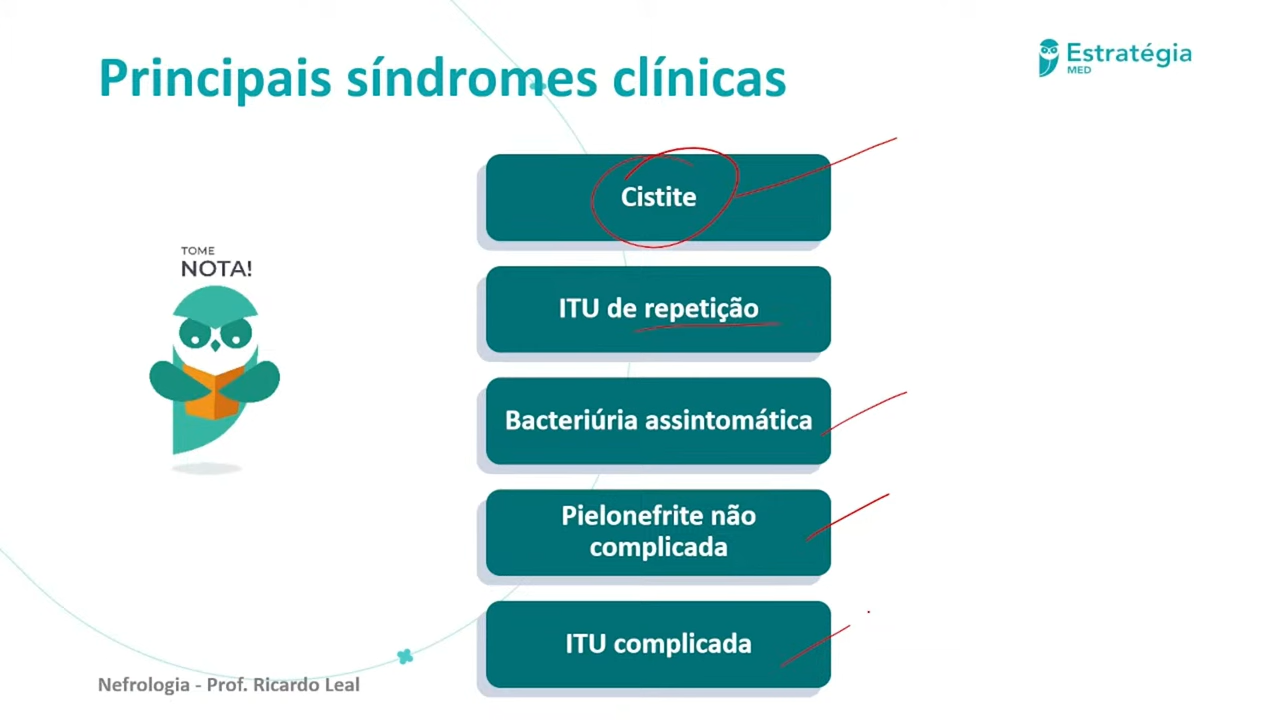 Principais síndromes clínicas
Estratégia
MED
Cistite
TOME
NOTA!
ITU de repetição
Bacteriúria assintomática
Pielonefrite não
complicada
ITU complicada
Nefrologia - Prof. Ricardo Leal